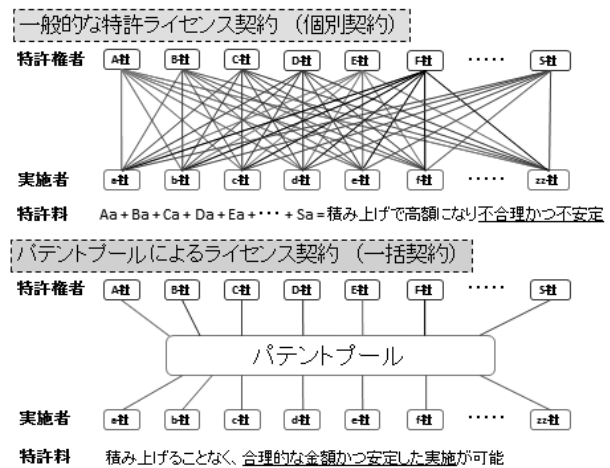 一般的な特許ライセンス契約（個別契約）
特許権者 A社 B社 C社 D社 E社 F社 ・・・・・ S社
実施者 a社 b社 c社 d社 e社 f社 ・・・・・ zz社
特許料 Aa + Ba + Ca + Da + Ea + ・・・ + Sa = 積み上げで高額になり不合理かつ不安定
パテントプールによるライセンス契約（一括契約）
特許権者 A社 B社 C社 D社 E社 F社 ・・・・・ S社
パテントプール
実施者 a社 b社 c社 d社 e社 f社 ・・・・・ zz社
特許料 積み上げることなく、合理的な金額かつ安定した実施が可能